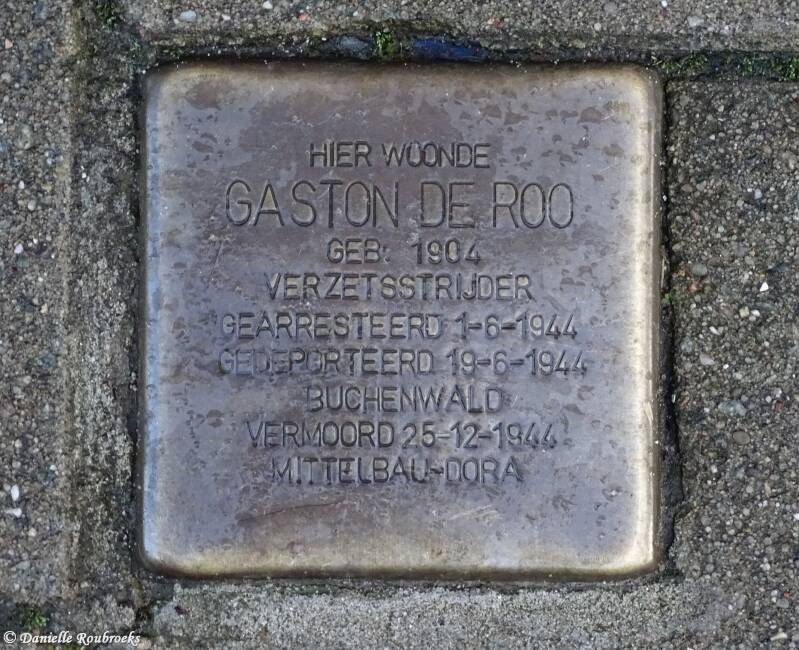 HIER WOONDE
GASTON DE ROO
GEB. 1904
VERZETSSTRIJDER
GEARRESTEERD 1-6-1944
GEDEPORTEERD 19-6-1944
BUCHENWALD
VERMOORD 25-12-1944
MITTELBAU-DORA
© Danielle Roubroeks